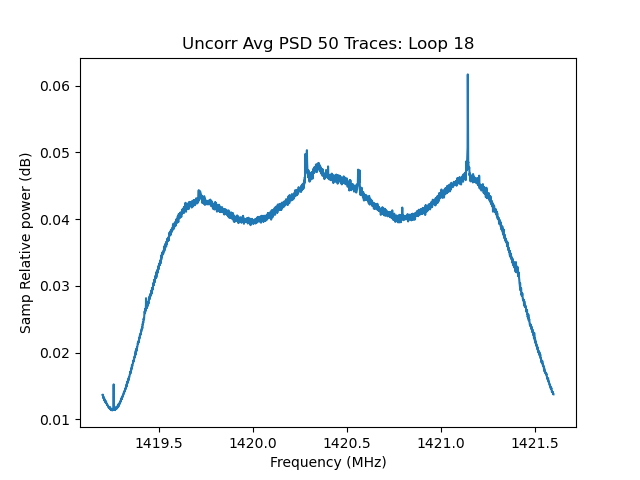 Uncorr Avg PSD 50 Traces: Loop 18
0.06
0.05
0.04
0.03
0.02
0.01
Samp Relative power (dB)
1419.5 1420.0 1420.5 1421.0 1421.5
Frequency (MHz)